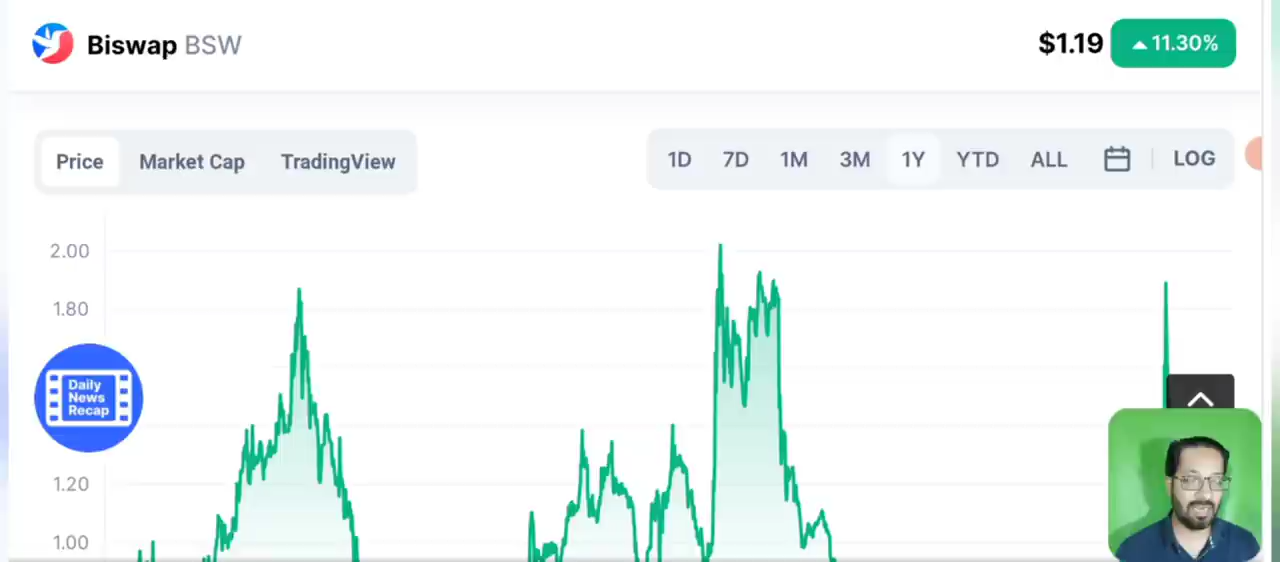 Biswap BSW
$1.19 11.30%
Price Market Cap TradingView
1D 7D 1M 3M 1Y YTD ALL LOG
2.00
1.80
Daily
News
Recap
1.20
1.00